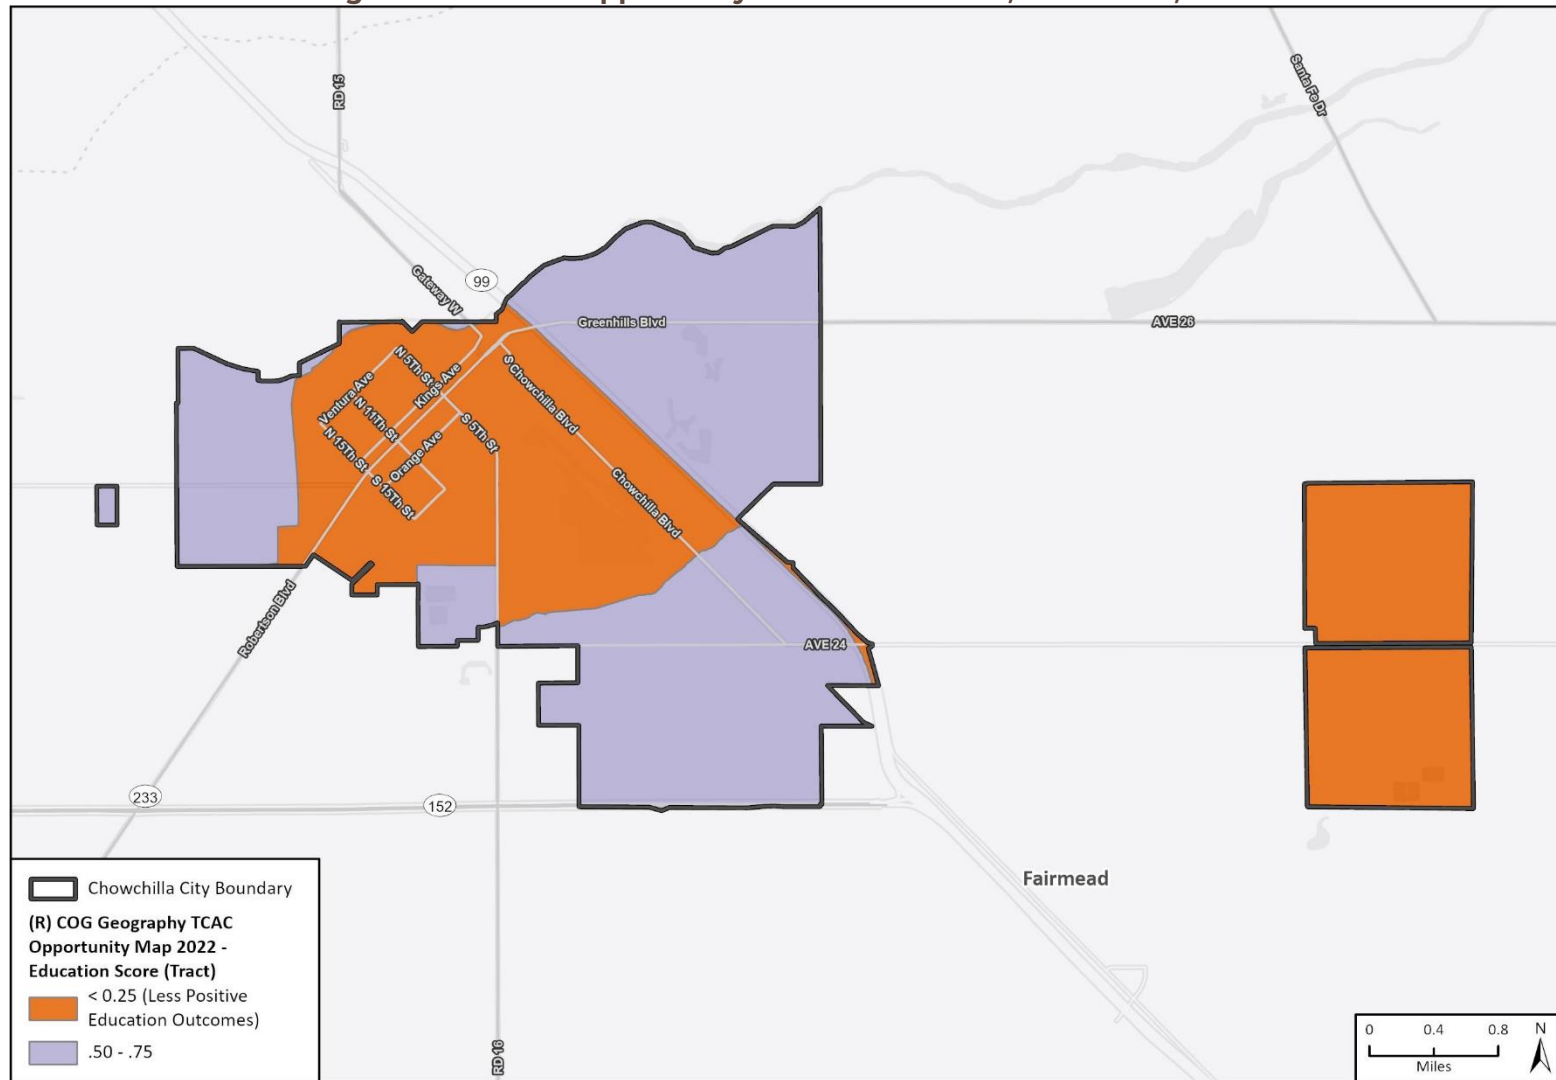 RD 15
Santa Fe Dr
Gateway W
99
Greenhills Blvd
AVE 26
N 5Th St
Kings Ave
S Chowchilla Blvd
Ventura Ave
N 11Th St
S 5Th St
N 15Th St
Orange Ave
S 15Th St
Chowchilla Blvd
Robertson Blvd
AVE 24
233
152
Fairmead
RD 16
Chowchilla City Boundary
(R) COG Geography TCAC
Opportunity Map 2022 -
Education Score (Tract)
< 0.25 (Less Positive
Education Outcomes)
.50 - .75
0 0.4 0.8
Miles
N